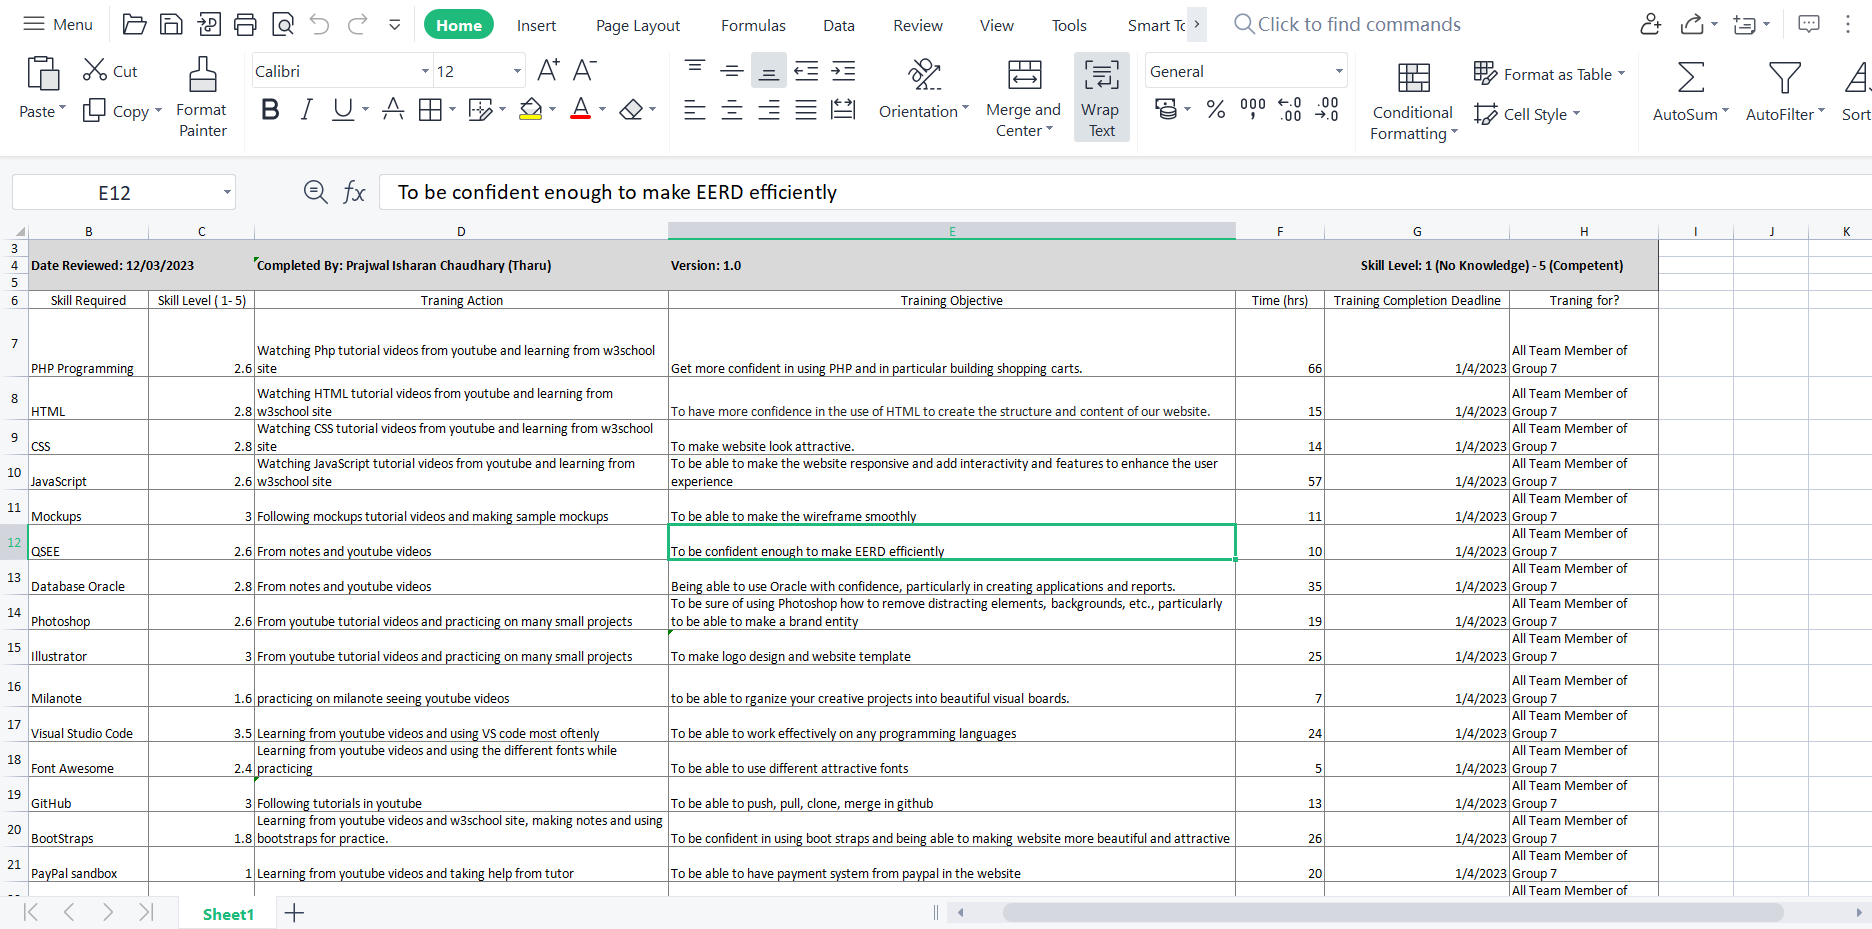 Menu Home Insert Page Layout Formulas Data Review View Tools Smart To Click to find commands
Paste Cut Copy Format Painter Calibri 12 Orientation Merge and Center Wrap Text General Conditional Formatting Format as Table Cell Style AutoSum AutoFilter Sort
E12 fx To be confident enough to make EERD efficiently
B C D E F G H I J K
3
4 Date Reviewed: 12/03/2023 Completed By: Prajwal Isharan Chaudhary (Tharu) Version: 1.0 Skill Level: 1 (No Knowledge) - 5 (Competent)
5
6 Skill Required Skill Level ( 1- 5) Traning Action Training Objective Time (hrs) Training Completion Deadline Traning for?
7 PHP Programming 2.6 Watching Php tutorial videos from youtube and learning from w3school site Get more confident in using PHP and in particular building shopping carts. 66 1/4/2023 All Team Member of Group 7
8 HTML 2.8 Watching HTML tutorial videos from youtube and learning from w3school site To have more confidence in the use of HTML to create the structure and content of our website. 15 1/4/2023 All Team Member of Group 7
9 CSS 2.8 Watching CSS tutorial videos from youtube and learning from w3school site To make website look attractive. 14 1/4/2023 All Team Member of Group 7
10 JavaScript 2.6 Watching JavaScript tutorial videos from youtube and learning from w3school site To be able to make the website responsive and add interactivity and features to enhance the user experience 57 1/4/2023 All Team Member of Group 7
11 Mockups 3 Following mockups tutorial videos and making sample mockups To be able to make the wireframe smoothly 11 1/4/2023 All Team Member of Group 7
12 QSEE 2.6 From notes and youtube videos To be confident enough to make EERD efficiently 10 1/4/2023 All Team Member of Group 7
13 Database Oracle 2.8 From notes and youtube videos Being able to use Oracle with confidence, particularly in creating applications and reports. 35 1/4/2023 All Team Member of Group 7
14 Photoshop 2.6 From youtube tutorial videos and practicing on many small projects To be sure of using Photoshop how to remove distracting elements, backgrounds, etc., particularly to be able to make a brand entity 19 1/4/2023 All Team Member of Group 7
15 Illustrator 3 From youtube tutorial videos and practicing on many small projects To make logo design and website template 25 1/4/2023 All Team Member of Group 7
16 Milanote 1.6 practicing on milanote seeing youtube videos to be able to rganize your creative projects into beautiful visual boards. 7 1/4/2023 All Team Member of Group 7
17 Visual Studio Code 3.5 Learning from youtube videos and using VS code most oftenly To be able to work effectively on any programming languages 24 1/4/2023 All Team Member of Group 7
18 Font Awesome 2.4 Learning from youtube videos and using the different fonts while practicing To be able to use different attractive fonts 5 1/4/2023 All Team Member of Group 7
19 GitHub 3 Following tutorials in youtube To be able to push, pull, clone, merge in github 13 1/4/2023 All Team Member of Group 7
20 BootStraps 1.8 Learning from youtube videos and w3school site, making notes and using bootstraps for practice. To be confident in using boot straps and being able to making website more beautiful and attractive 26 1/4/2023 All Team Member of Group 7
21 PayPal sandbox 1 Learning from youtube videos and taking help from tutor To be able to have payment system from paypal in the website 20 1/4/2023 All Team Member of Group 7
All Team Member of
Sheet1